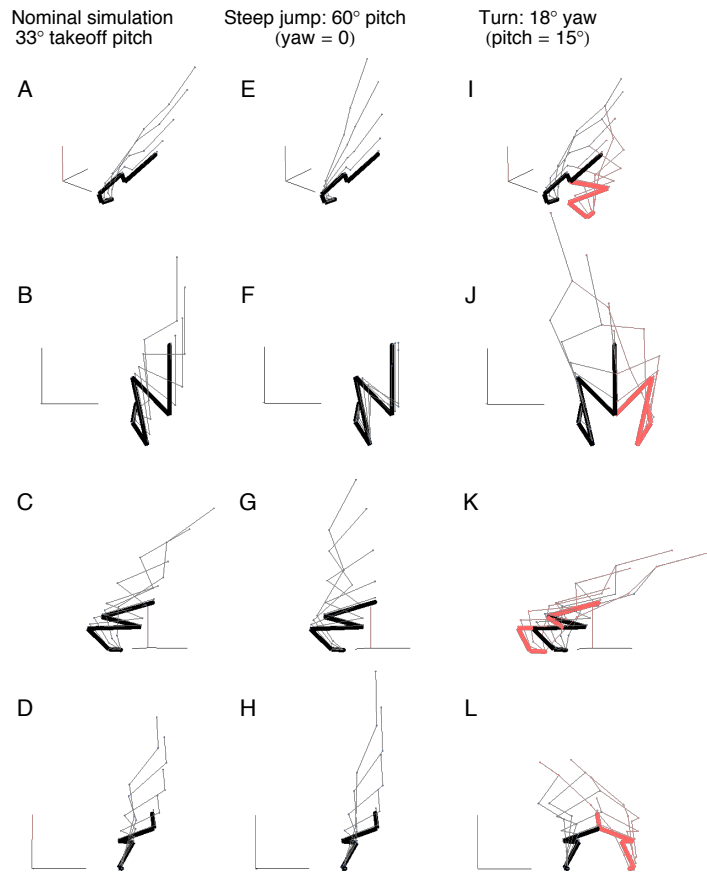 Nominal simulation
33° takeoff pitch
Steep jump: 60° pitch
(yaw = 0)
Turn: 18° yaw
(pitch = 15°)
A
E
I
B
F
J
C
G
K
D
H
L